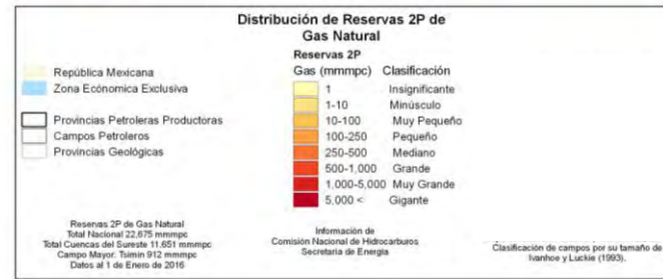 Distribución de Reservas 2P de
Gas Natural
Reservas 2P
Gas (mmmpc) Clasificación
República Mexicana
Zona Ecónomica Exclusiva
Provincias Petroleras Productoras
Campos Petroleros
Provincias Geológicas
1 Insignificante
1-10 Minúsculo
10-100 Muy Pequeño
100-250 Pequeño
250-500 Mediano
500-1,000 Grande
1,000-5,000 Muy Grande
5,000 < Gigante
Reservas 2P de Gas Natural
Total Nacional 22,675 mmmpc
Total Cuencas del Sureste 11,651 mmmpc
Campo Mayor: Tsimin 912 mmmpc
Datos al 1 de Enero de 2016
Información de
Comisión Nacional de Hidrocarburos
Secretaria de Energía
Clasificación de campos por su tamaño de
Ivanhoe y Luckie (1993).